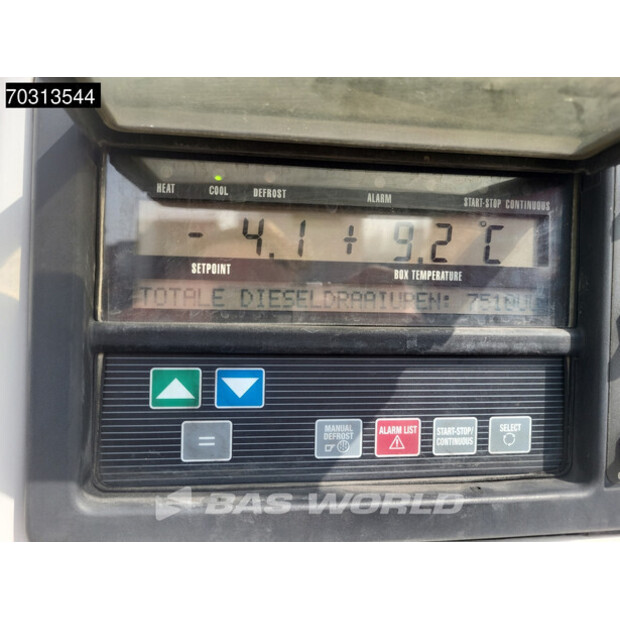 70313544
HEAT COOL DEFROST ALARM START-STOP CONTINUOUS
- 4.1 + 9.2 °C
SETPOINT BOX TEMPERATURE
TOTALE DIESELDRAAIUREN: 7510UU
MANUAL DEFROST
ALARM LIST
START-STOP/ CONTINUOUS
SELECT
=
BAS WORLD